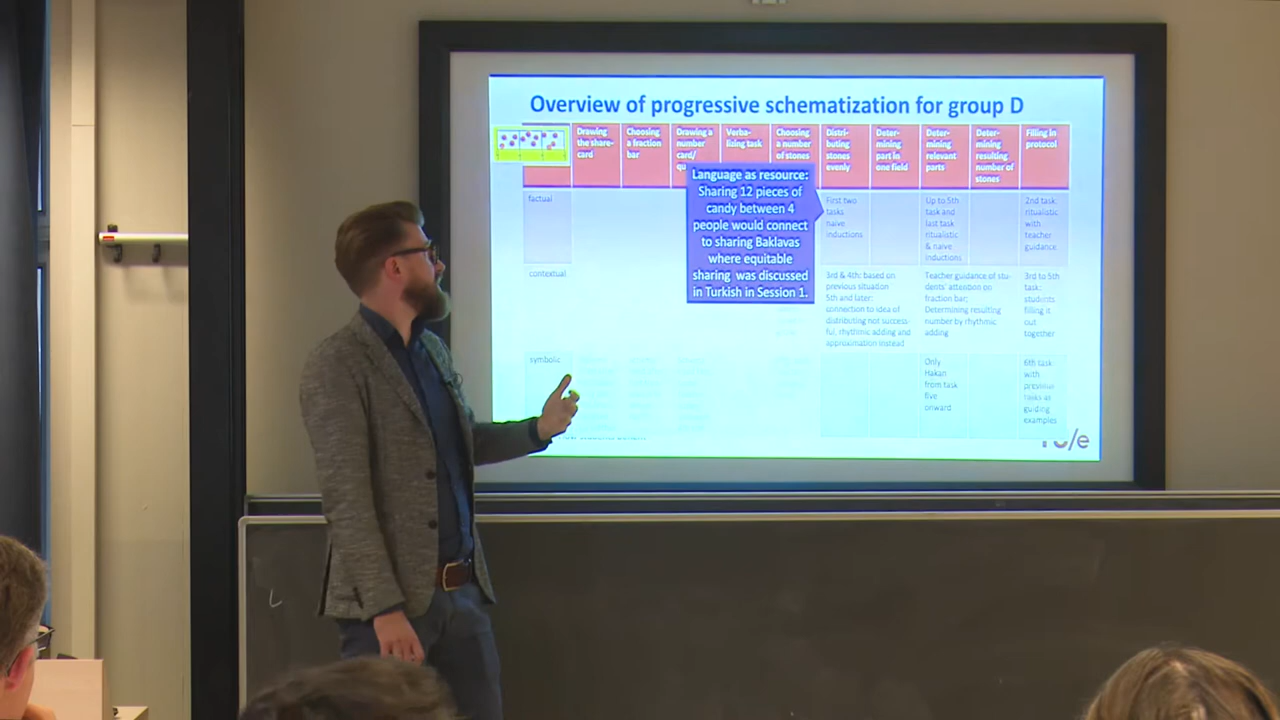 Overview of progressive schematization for group D
Drawing
the share-
card
Choosing
a fraction
bar
Drawing a
number
card/
qu
Verba-
lizing task
Choosing
a number
of stones
Distri-
buting
stones
evenly
Deter-
mining
part in
one field
Deter-
mining
relevant
parts
Deter-
mining
resulting
number of
stones
Filling in
protocol
Language as resource:
Sharing 12 pieces of
candy between 4
people would connect
to sharing Baklavas
where equitable
sharing was discussed
in Turkish in Session 1.
factual
First two
tasks
naive
inductions
Up to 5th
task and
last task
ritualistic
& naive
inductions
2nd task:
ritualistic
with
teacher
guidance
contextual
3rd & 4th: based on
previous situation
5th and later:
connection to idea of
distributing not success-
ful, rhythmic adding and
approximation instead
Teacher guidance of stu-
dents' attention on
fraction bar;
Determining resulting
number by rhythmic
adding
3rd to 5th
task:
students
filling it
out
together
symbolic
Only
Hakan
from task
five
onward
6th task
with
previous
tasks as
guiding
examples
/e